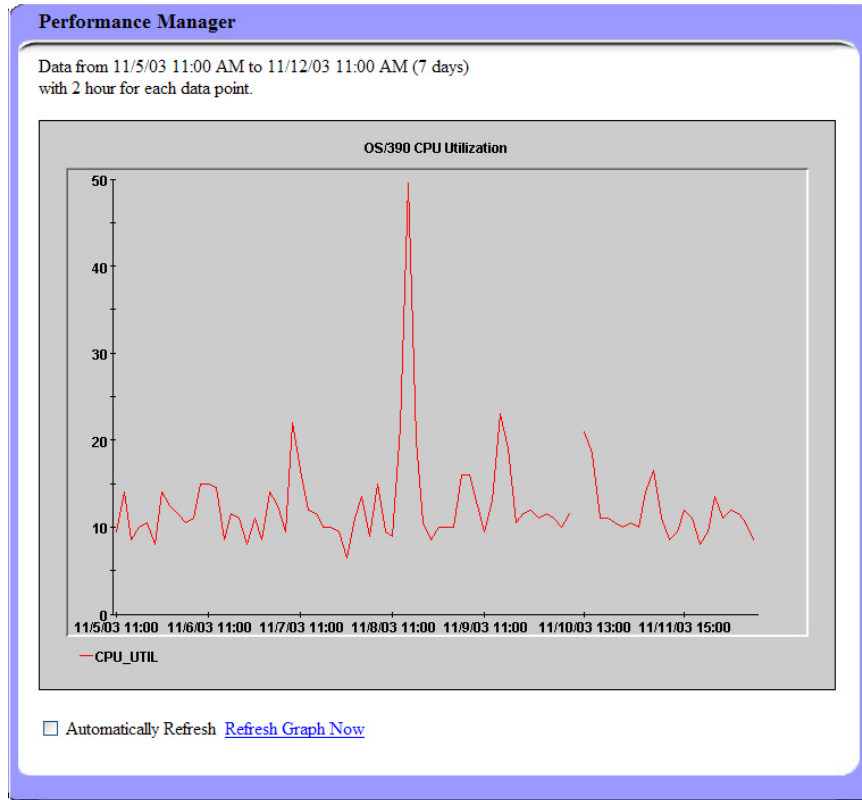 Performance Manager
Data from 11/5/03 11:00 AM to 11/12/03 11:00 AM (7 days)
with 2 hour for each data point.
OS/390 CPU Utilization
50
40
30
20
10
0
11/5/03 11:00 11/6/03 11:00 11/7/03 11:00 11/8/03 11:00 11/9/03 11:00 11/10/03 13:00 11/11/03 15:00
CPU_UTIL
Automatically Refresh Refresh Graph Now